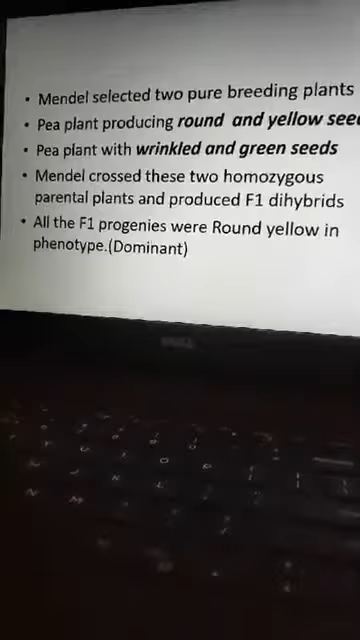 • Mendel selected two pure breeding plants
• Pea plant producing round and yellow see
• Pea plant with wrinkled and green seeds
• Mendel crossed these two homozygous
parental plants and produced F1 dihybrids
• All the F1 progenies were Round yellow in
phenotype.(Dominant)
DELL